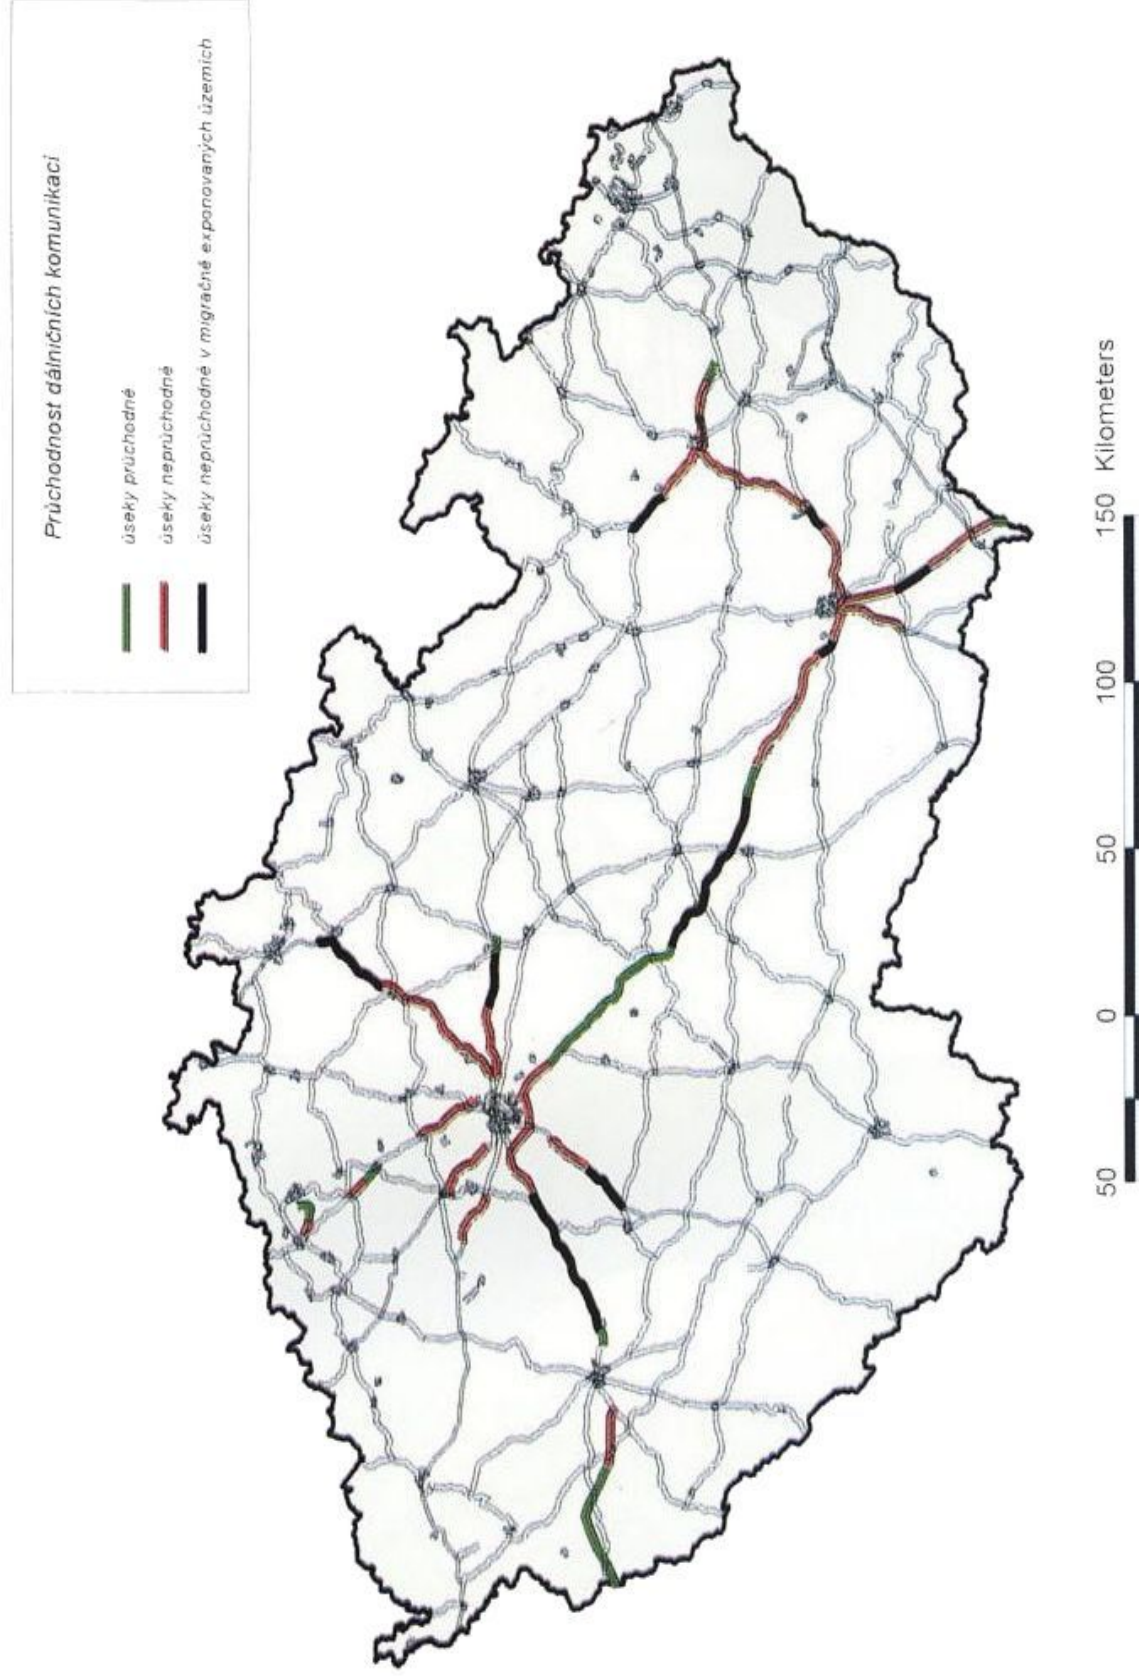 Průchodnost dálničních komunikací
úseky průchodné
úseky neprůchodné
úseky neprůchodné v migračně exponovaných územích
50 0 50 100 150 Kilometers